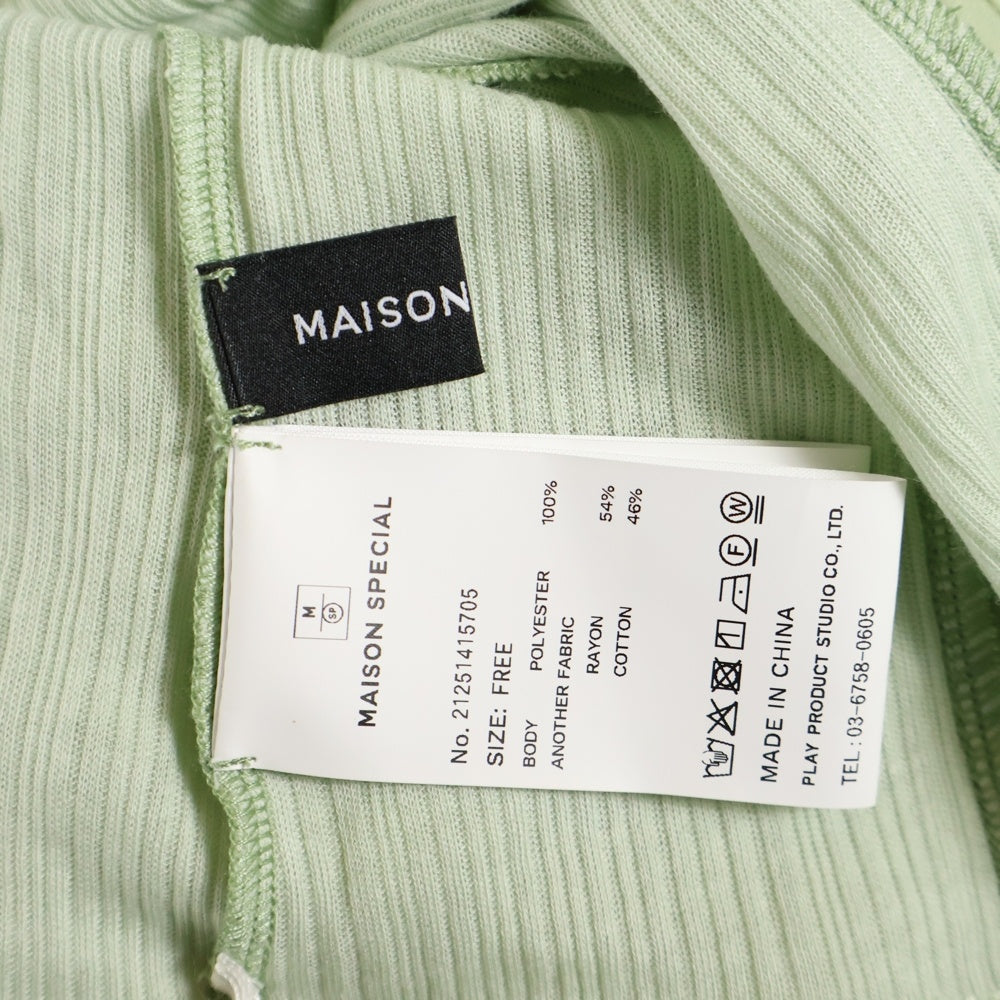 MAISON
M
SP
MAISON SPECIAL
No. 21251415705
SIZE: FREE
BODY
POLYESTER 100%
ANOTHER FABRIC
RAYON 54%
COTTON 46%
F W
MADE IN CHINA
PLAY PRODUCT STUDIO CO., LTD.
TEL : 03-6758-0605